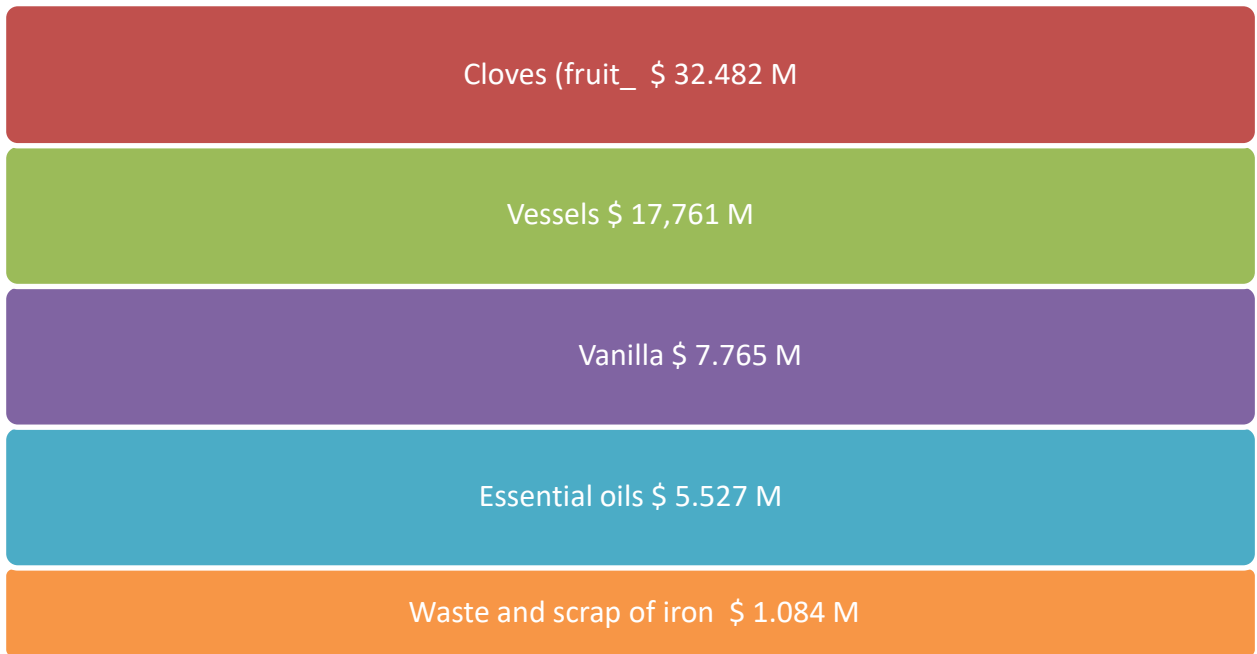 Cloves (fruit_ $ 32.482 M
Vessels $ 17,761 M
Vanilla $ 7.765 M
Essential oils $ 5.527 M
Waste and scrap of iron $ 1.084 M